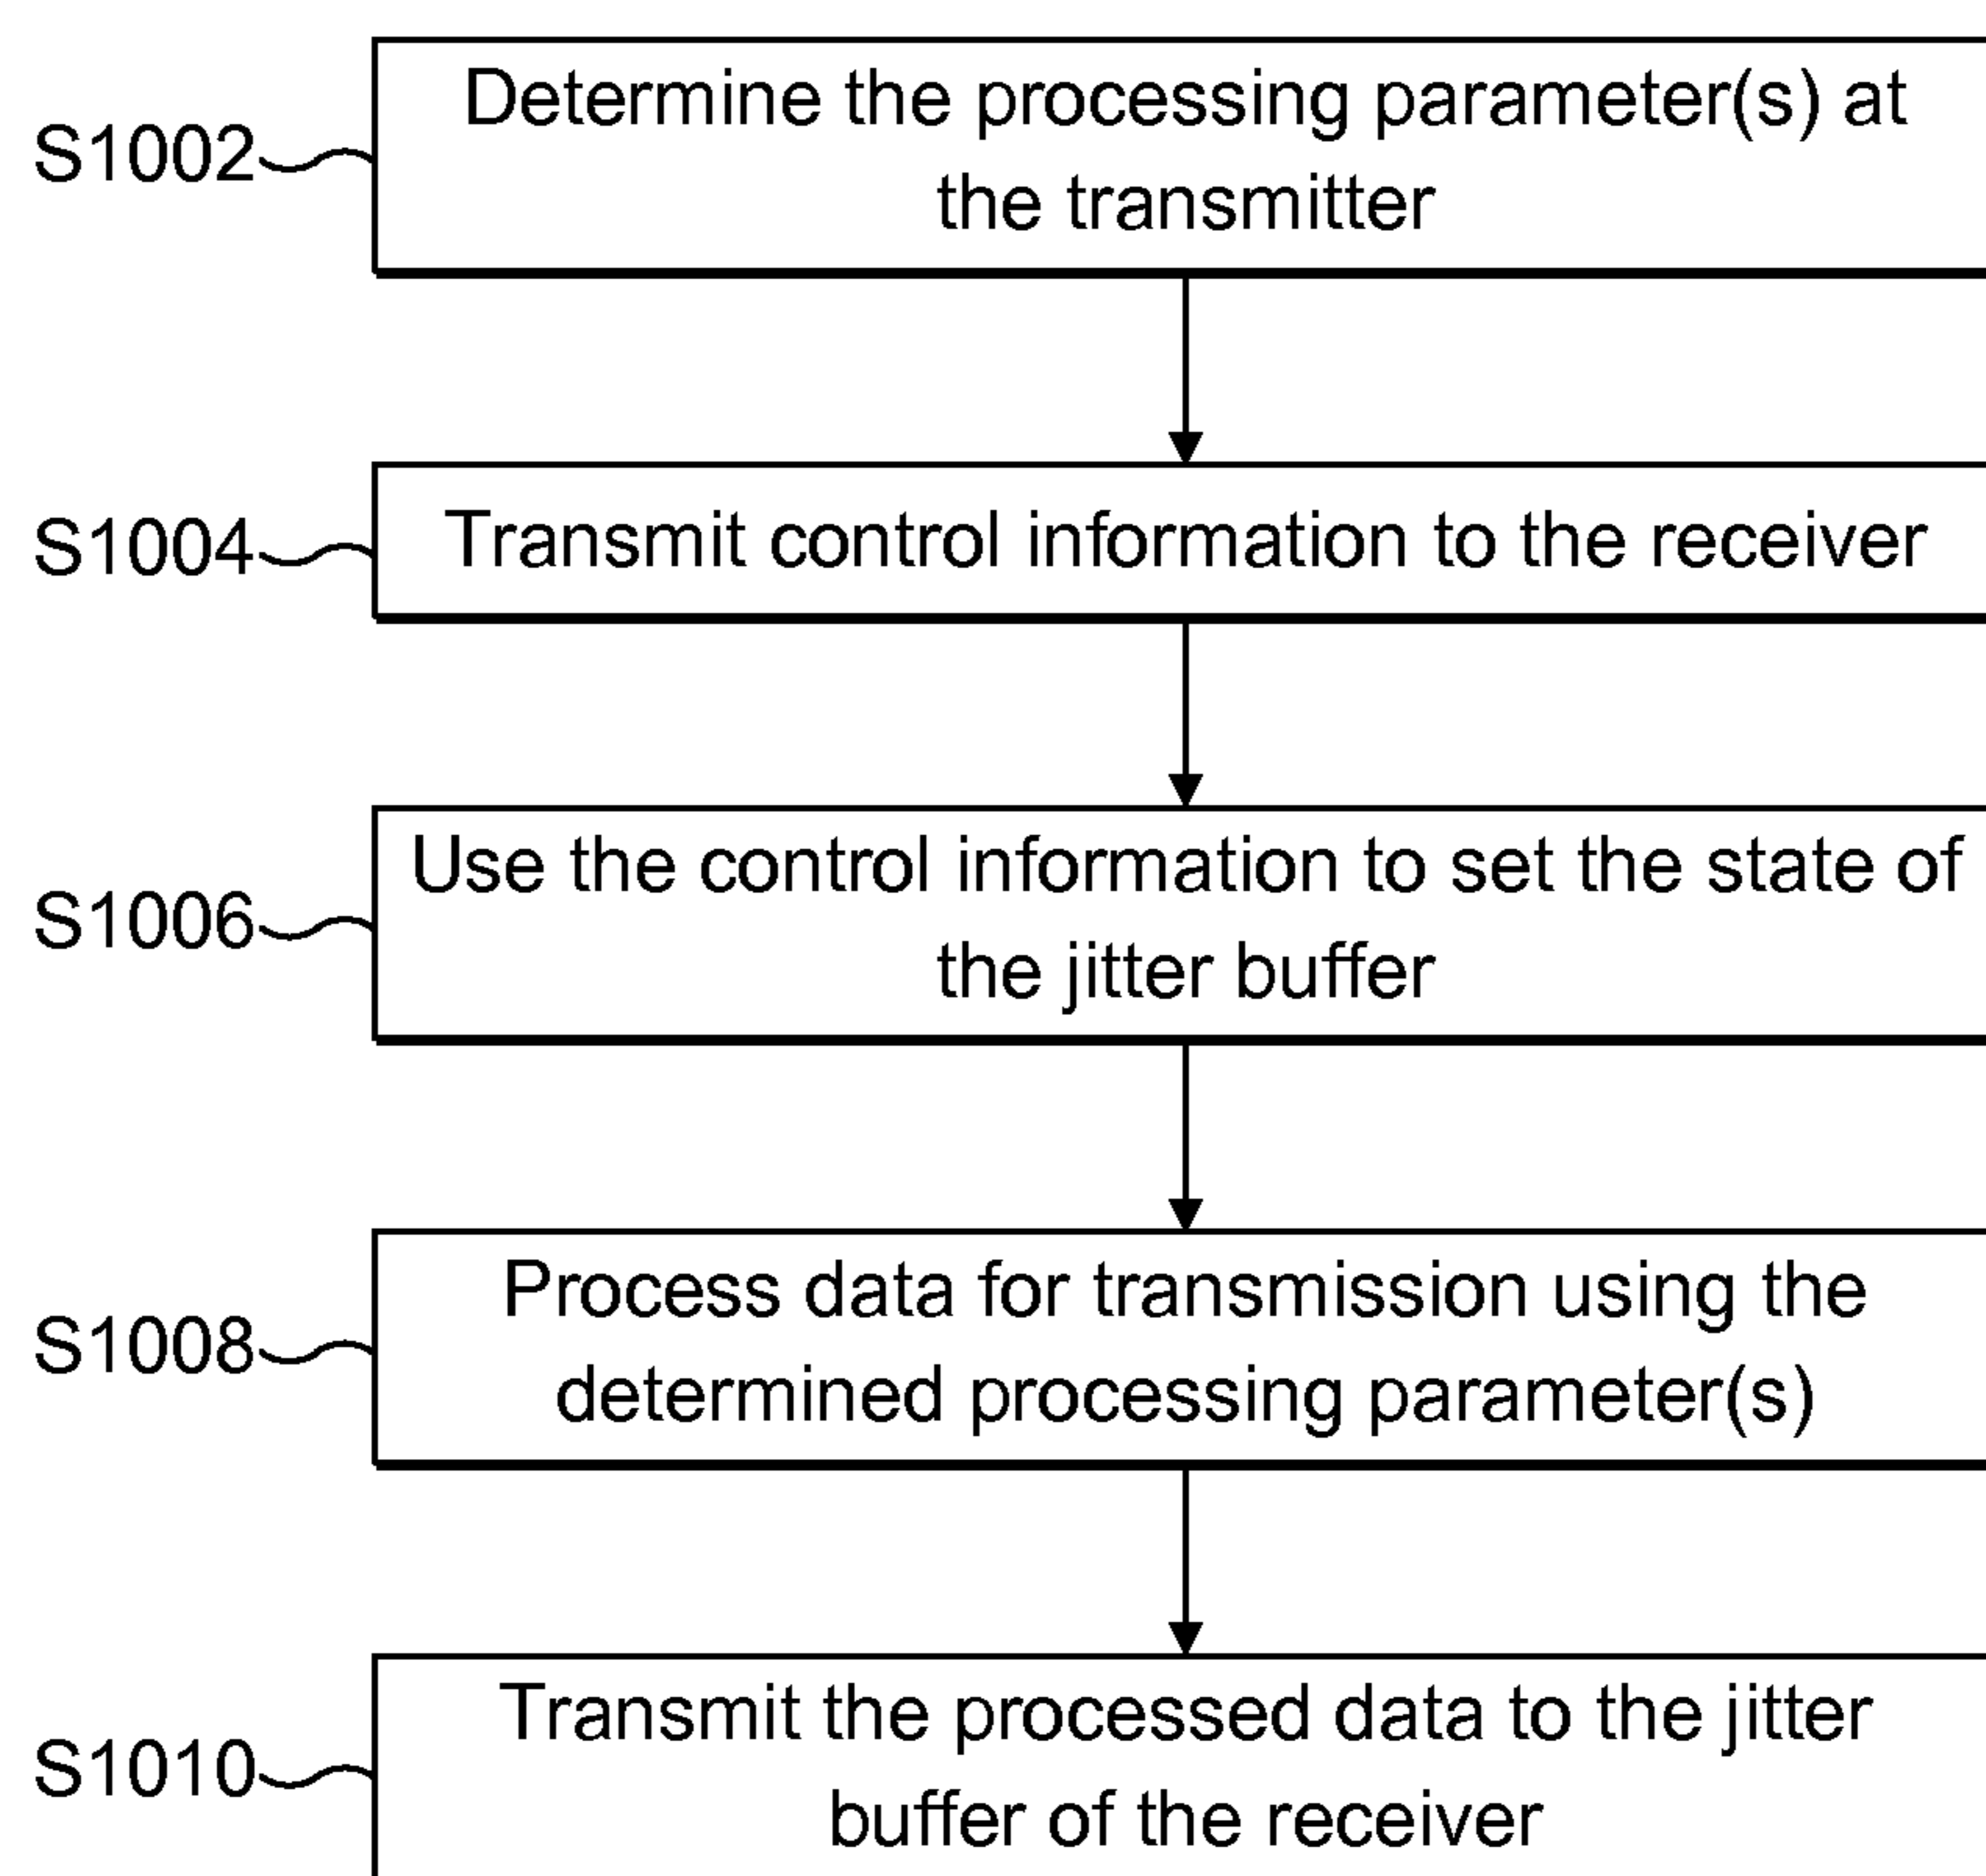 S1002
Determine the processing parameter(s) at
the transmitter
S1004
Transmit control information to the receiver
S1006
Use the control information to set the state of
the jitter buffer
S1008
Process data for transmission using the
determined processing parameter(s)
S1010
Transmit the processed data to the jitter
buffer of the receiver